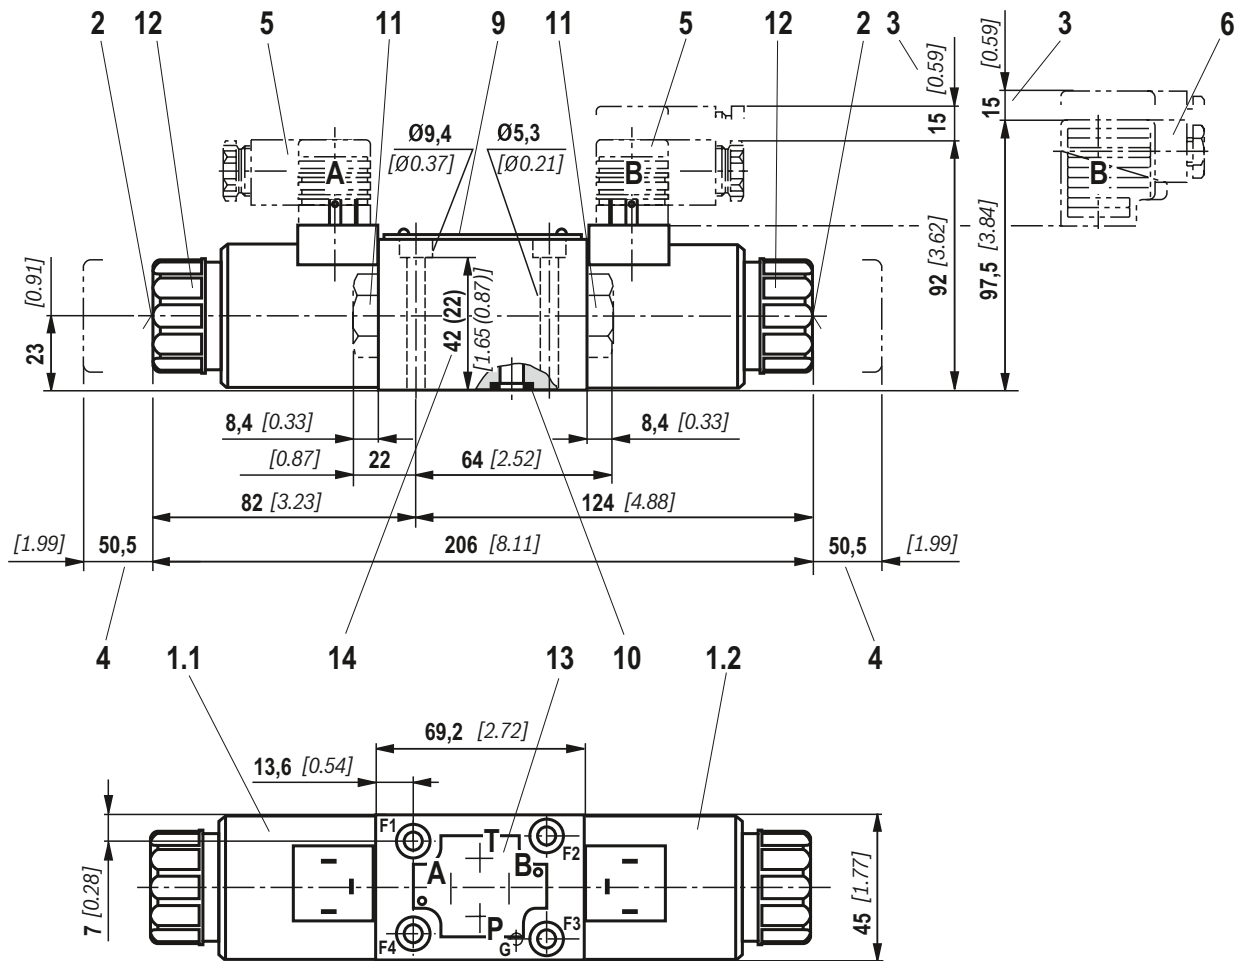 2 12 5 11 9 11 5 12 2 3 [0.59] [0.59] 3 6
15 15
Ø9,4 Ø5,3
[Ø0.37] [Ø0.21]
A B B
[0.91]
23
42 (22)
[1.65 (0.87)]
92 [3.62]
97,5 [3.84]
8,4 [0.33] 8,4 [0.33]
[0.87] 22 64 [2.52]
82 [3.23] 124 [4.88]
[1.99] 50,5 206 [8.11] 50,5 [1.99]
4 1.1 14 13 10 1.2 4
69,2 [2.72]
13,6 [0.54]
F1 T F2
A B
7 [0.28]
45 [1.77]
F4 P G F3